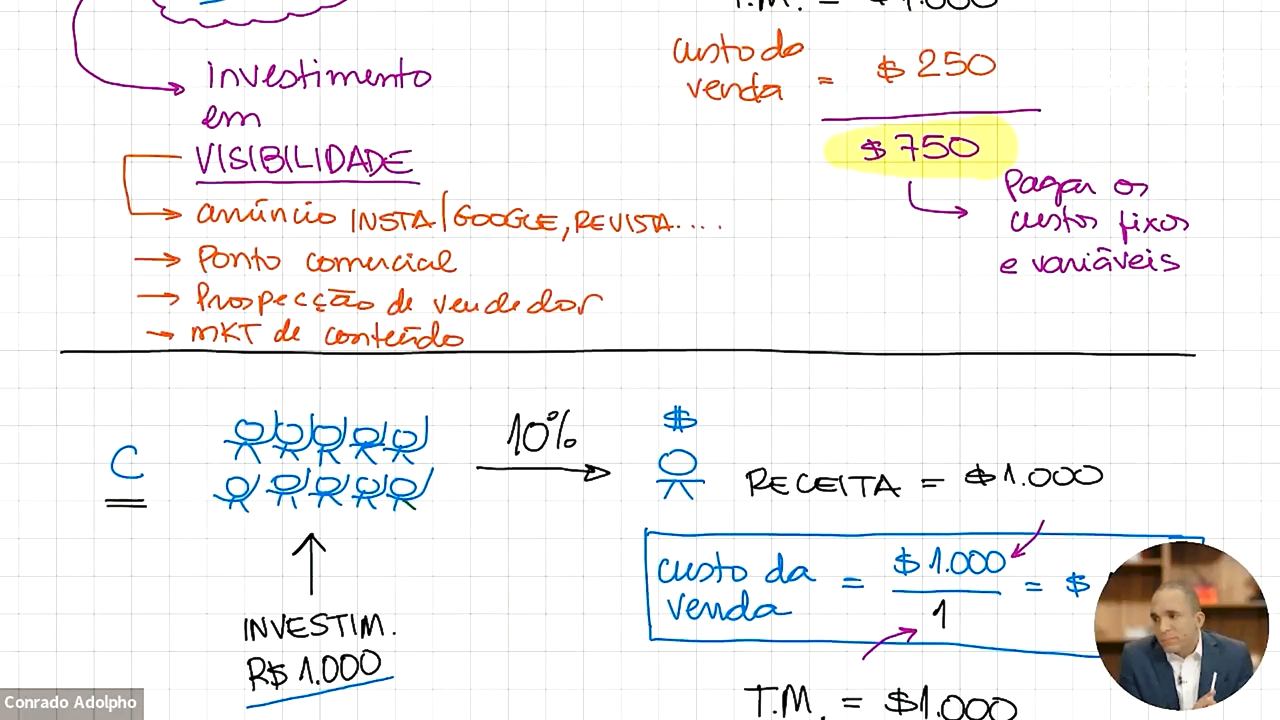 T.M. = $1.000
custo da
venda = $250
$750
pagar os
custos fixos
e variáveis
Investimento
em
VISIBILIDADE
anúncio INSTA/GOOGLE, REVISTA....
Ponto comercial
Prospecção de vendedor
MKT de conteúdo
C
10%
$
RECEITA = $1.000
INVESTIM.
R$ 1.000
custo da
venda = $1.000 / 1 = $
T.M. = $1.000
Conrado Adolpho